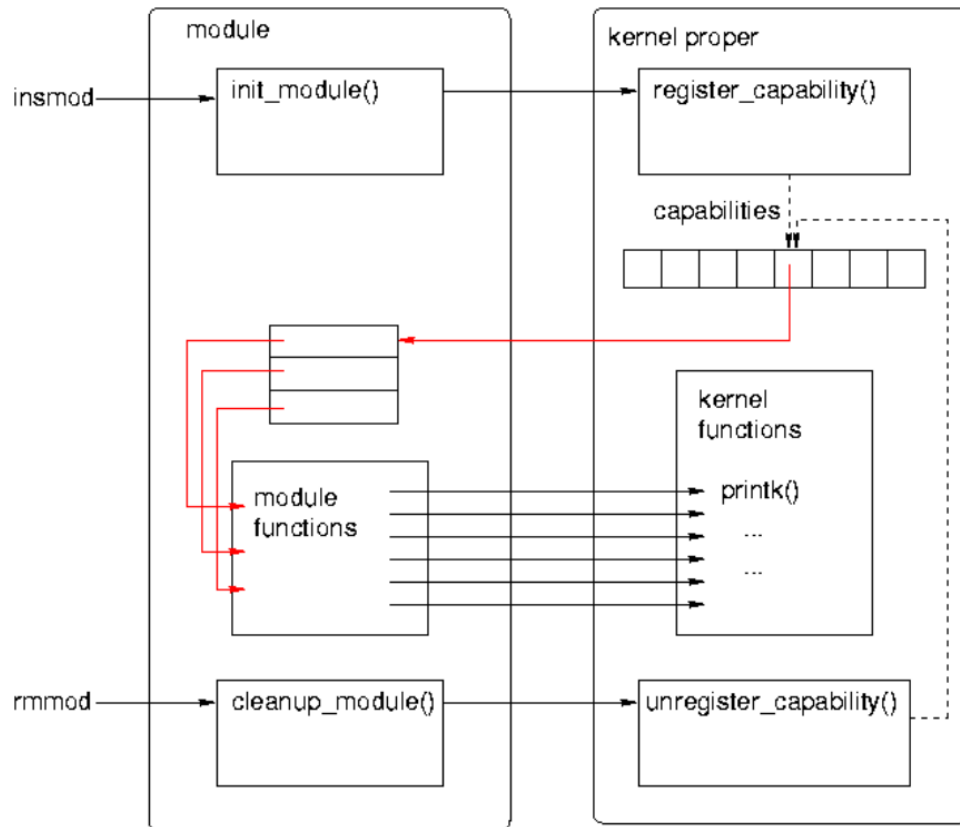 module
kernel proper
insmod
init_module()
register_capability()
capabilities
kernel
functions
module
functions
printk()
...
...
rmmod
cleanup_module()
unregister_capability()